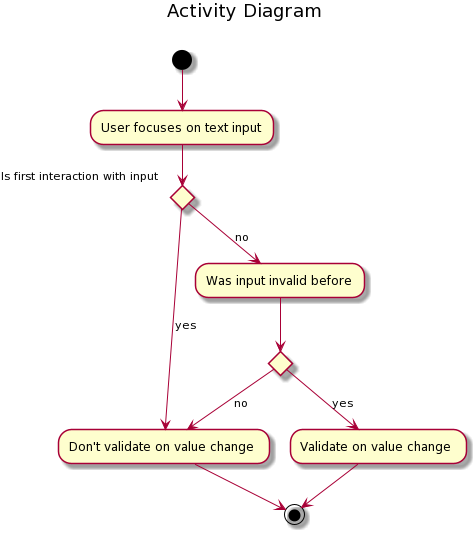 Activity Diagram
User focuses on text input
Is first interaction with input
no
Was input invalid before
yes
no
yes
Don't validate on value change
Validate on value change